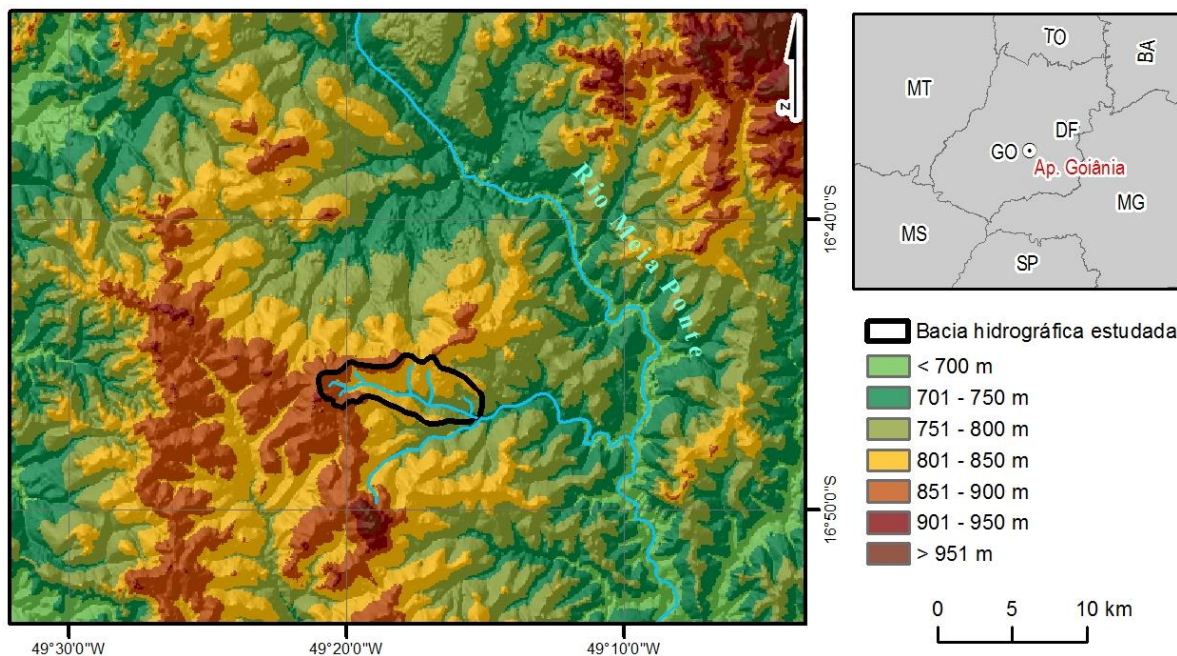 Rio Meia Ponte
N
16°40'0"S
16°50'0"S
49°30'0"W
49°20'0"W
49°10'0"W
TO
BA
MT
DF
GO
Ap. Goiânia
MG
MS
SP
Bacia hidrográfica estudada
< 700 m
701 - 750 m
751 - 800 m
801 - 850 m
851 - 900 m
901 - 950 m
> 951 m
0 5 10 km